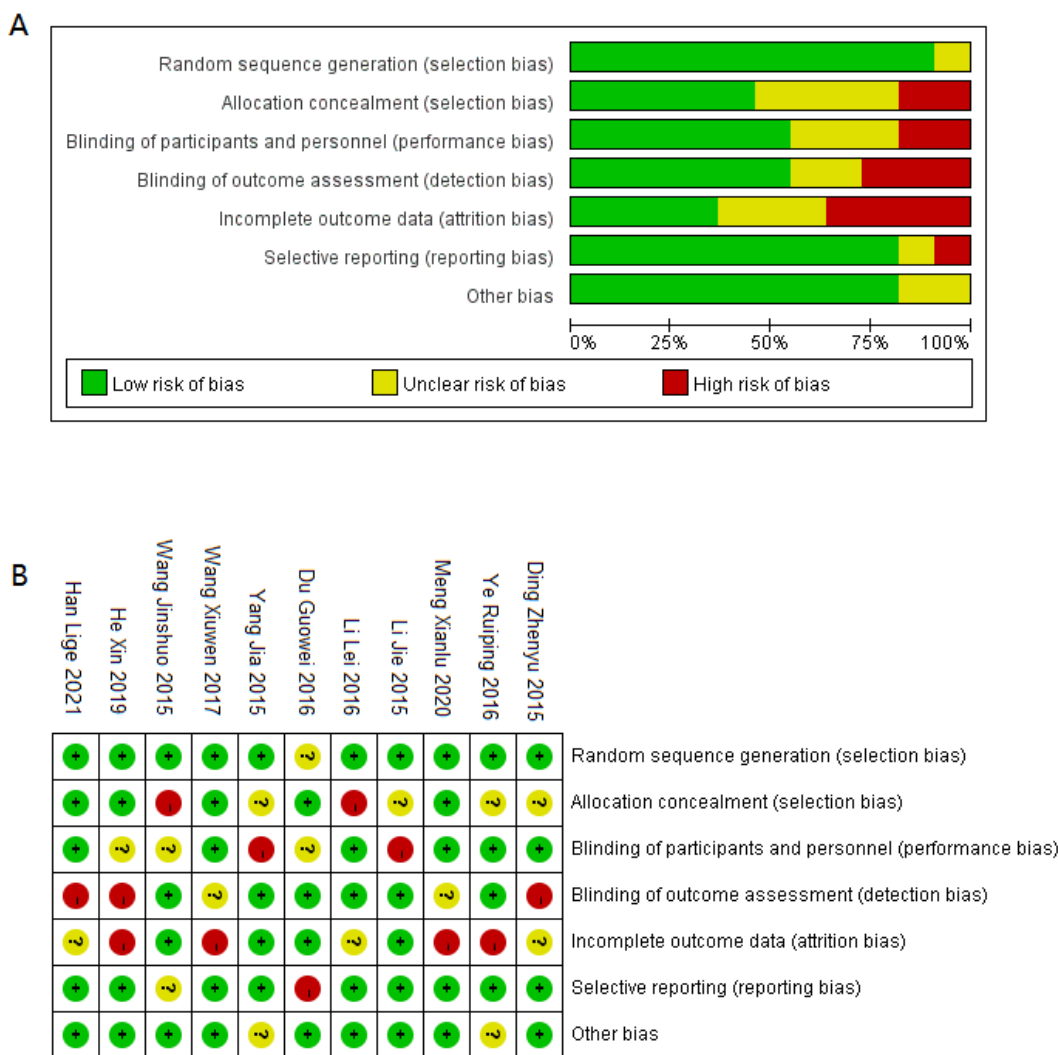 A
Random sequence generation (selection bias)
Allocation concealment (selection bias)
Blinding of participants and personnel (performance bias)
Blinding of outcome assessment (detection bias)
Incomplete outcome data (attrition bias)
Selective reporting (reporting bias)
Other bias
0% 25% 50% 75% 100%
Low risk of bias Unclear risk of bias High risk of bias
B
Han Lige 2021
He Xin 2019
Wang Jinshuo 2015
Wang Xiuwen 2017
Yang Jia 2015
Du Guowei 2016
Li Lei 2016
Li Jie 2015
Meng Xianlu 2020
Ye Ruiping 2016
Ding Zhenyu 2015
+ + + + + ? + + + + + Random sequence generation (selection bias)
+ + - + ? + - ? + ? ? Allocation concealment (selection bias)
+ ? ? + - ? + - + + + Blinding of participants and personnel (performance bias)
- - + ? + + + + ? + - Blinding of outcome assessment (detection bias)
? - + - + + ? + - - ? Incomplete outcome data (attrition bias)
+ + ? + + - + + + + + Selective reporting (reporting bias)
+ + + + ? + + + + ? + Other bias